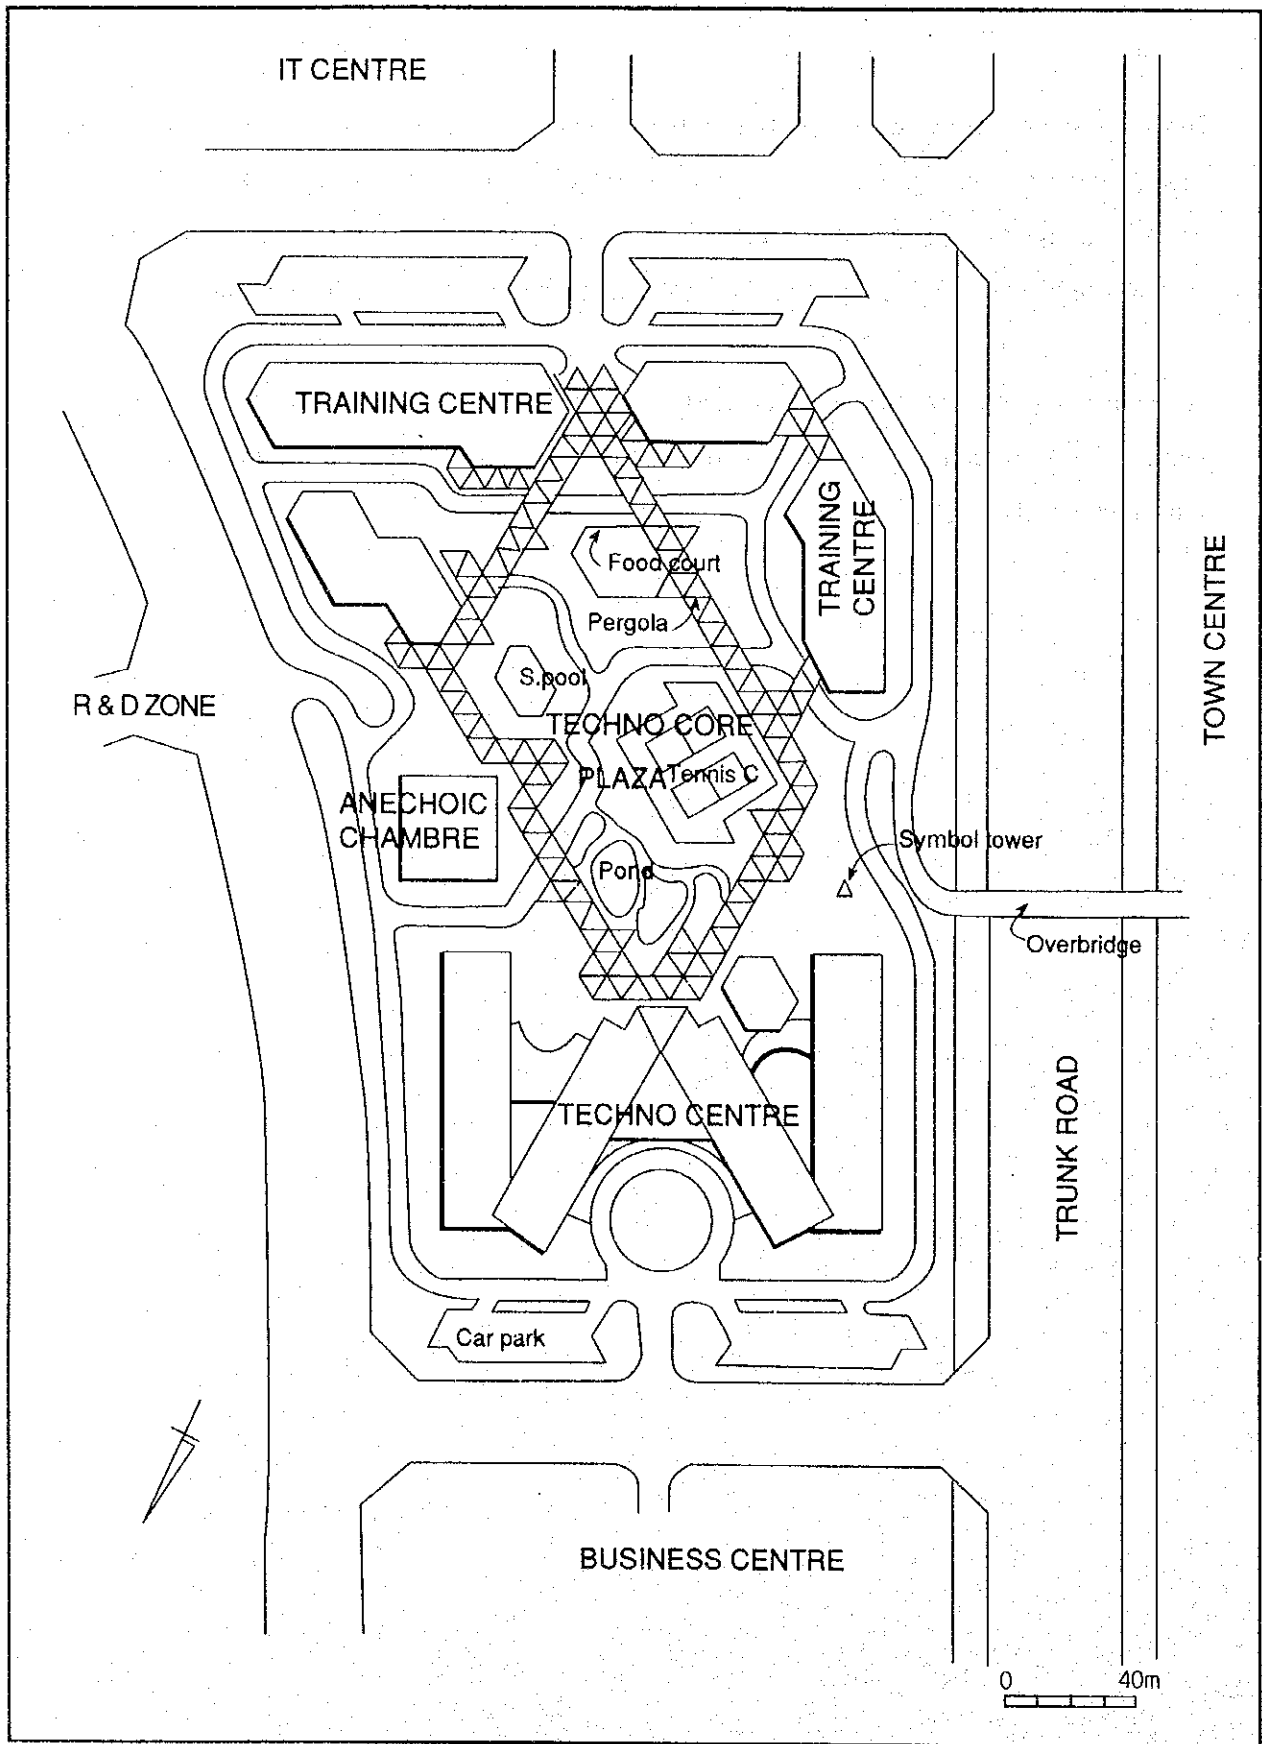 IT CENTRE
TRAINING CENTRE
TRAINING
CENTRE
Food court
Pergola
TOWN CENTRE
S.pool
R & D ZONE
TECHNO CORE
PLAZA
Tennis C
ANECHOIC
CHAMBRE
Symbol tower
Pond
Overbridge
TECHNO CENTRE
TRUNK ROAD
Car park
BUSINESS CENTRE
0 40m